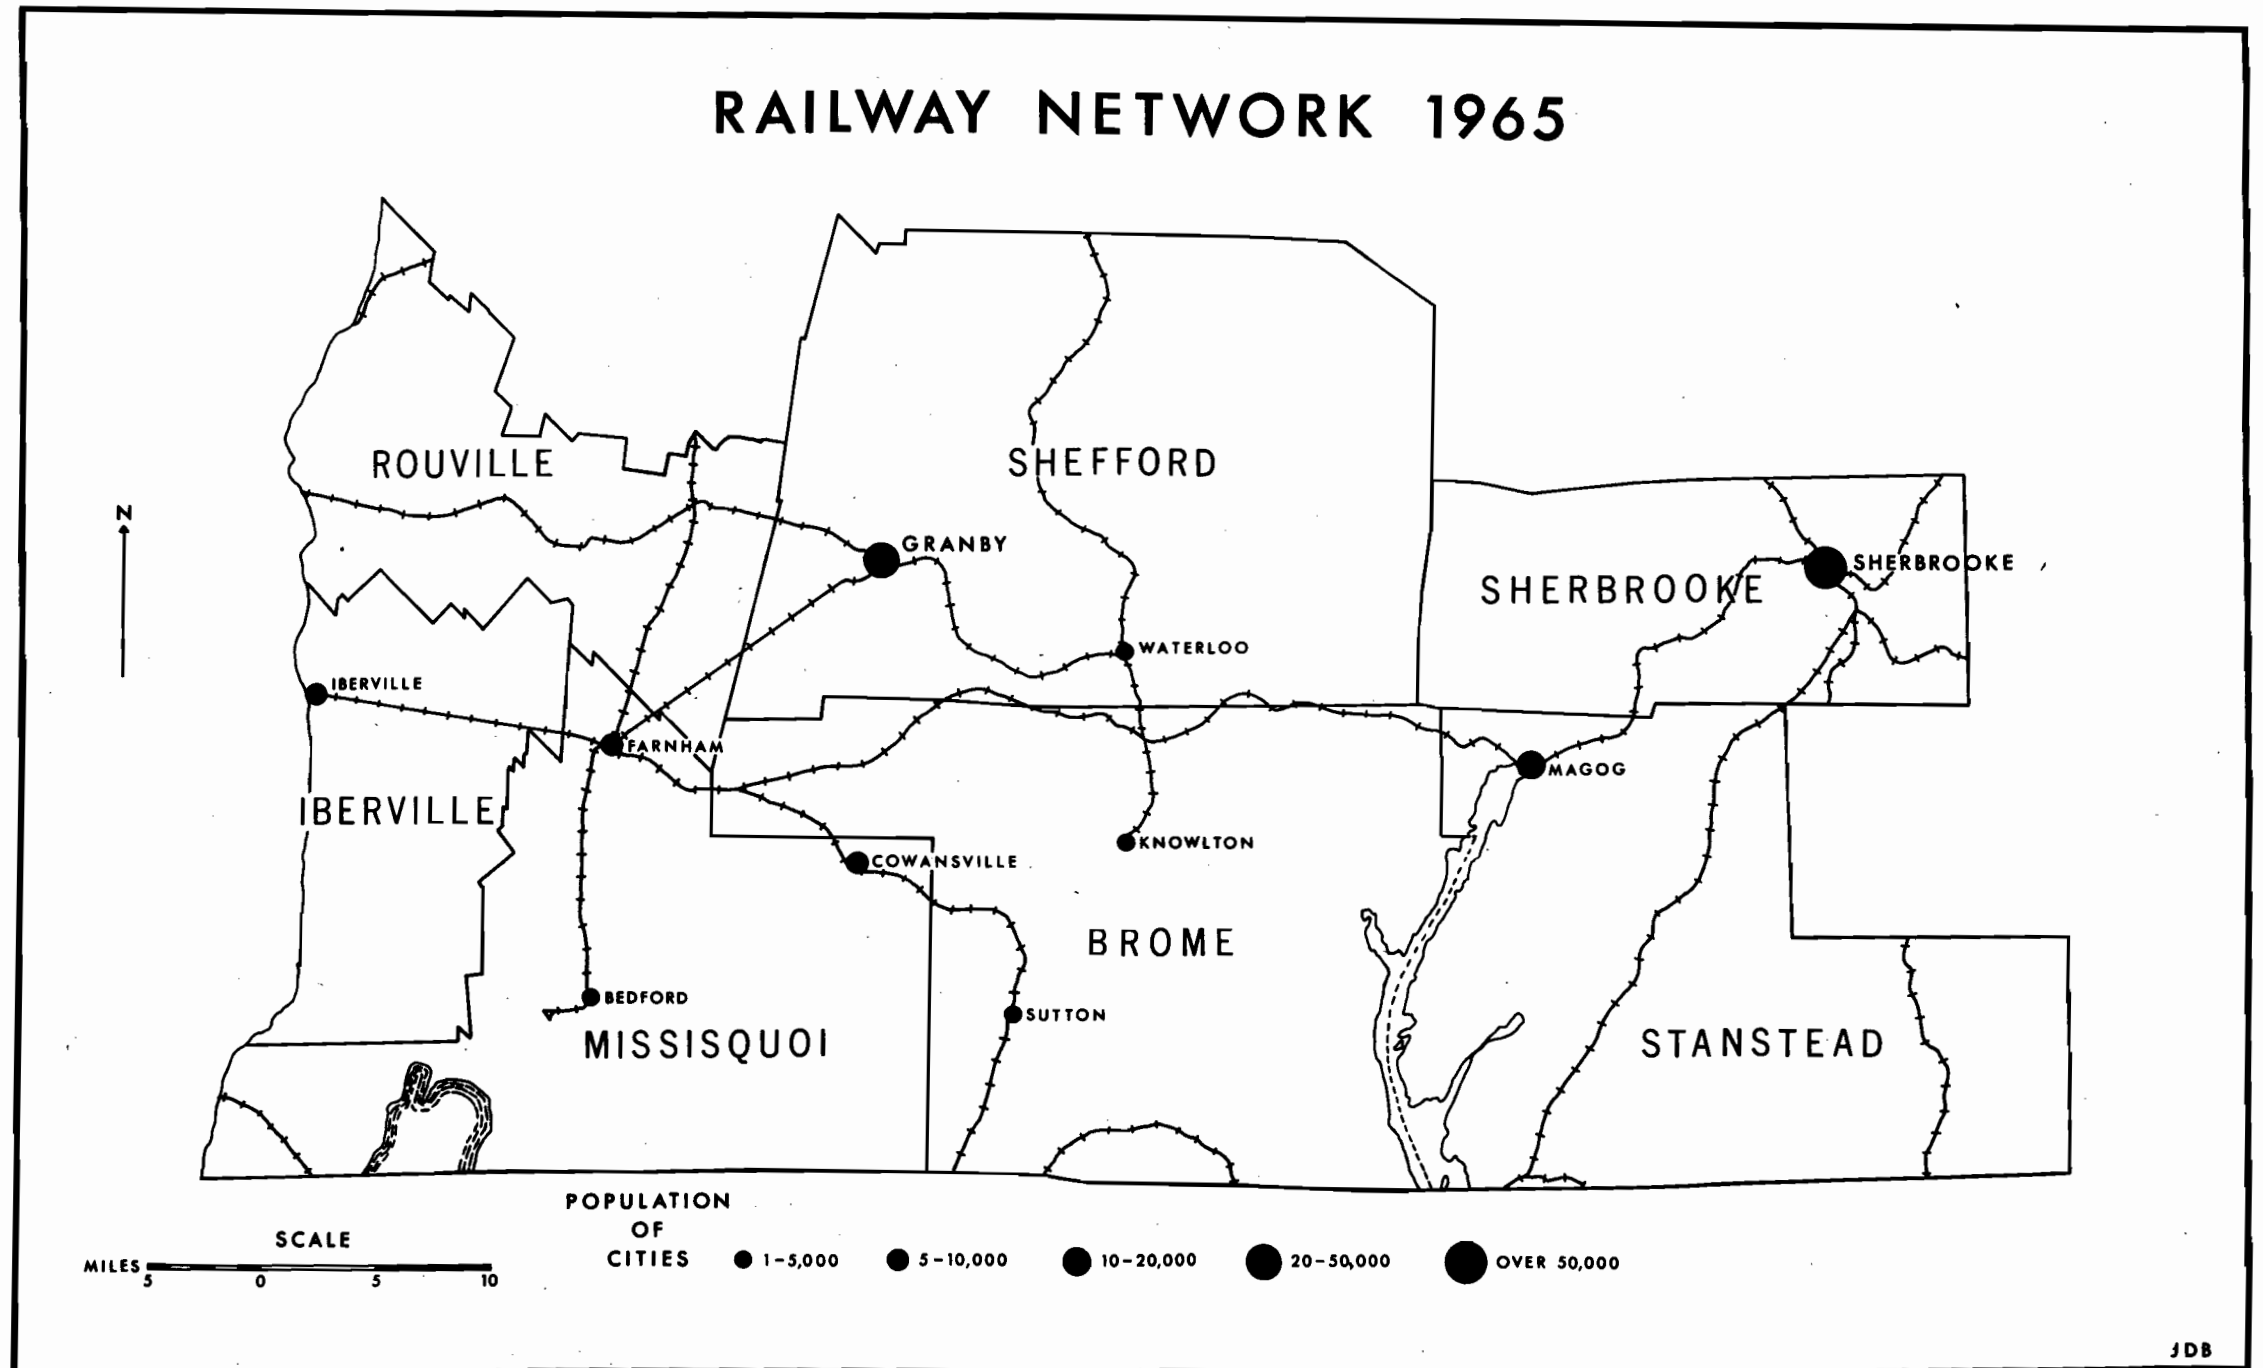 RAILWAY NETWORK 1965
ROUVILLE
SHEFFORD
N
GRANBY
SHERBROOKE
SHERBROOKE
WATERLOO
IBERVILLE
FARNHAM
MAGOG
IBERVILLE
KNOWLTON
COWANSVILLE
BROME
BEDFORD
SUTTON
MISSISQUOI
STANSTEAD
POPULATION
OF
CITIES
1-5,000
5-10,000
10-20,000
20-50,000
OVER 50,000
SCALE
MILES
5 0 5 10
JDB